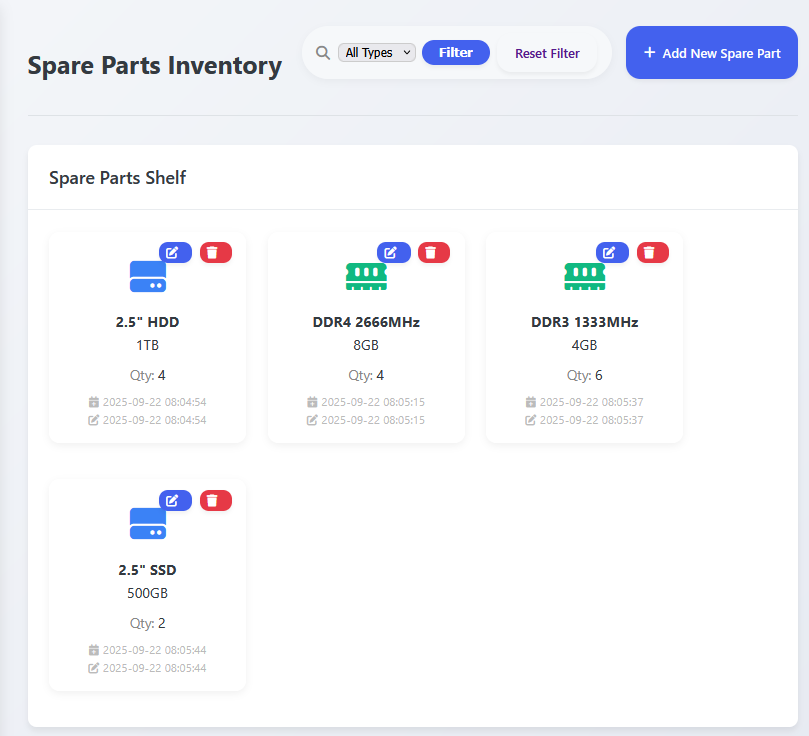 Spare Parts Inventory
All Types
Filter
Reset Filter
+ Add New Spare Part
Spare Parts Shelf
2.5" HDD
1TB
Qty: 4
2025-09-22 08:04:54
2025-09-22 08:04:54
DDR4 2666MHz
8GB
Qty: 4
2025-09-22 08:05:15
2025-09-22 08:05:15
DDR3 1333MHz
4GB
Qty: 6
2025-09-22 08:05:37
2025-09-22 08:05:37
2.5" SSD
500GB
Qty: 2
2025-09-22 08:05:44
2025-09-22 08:05:44